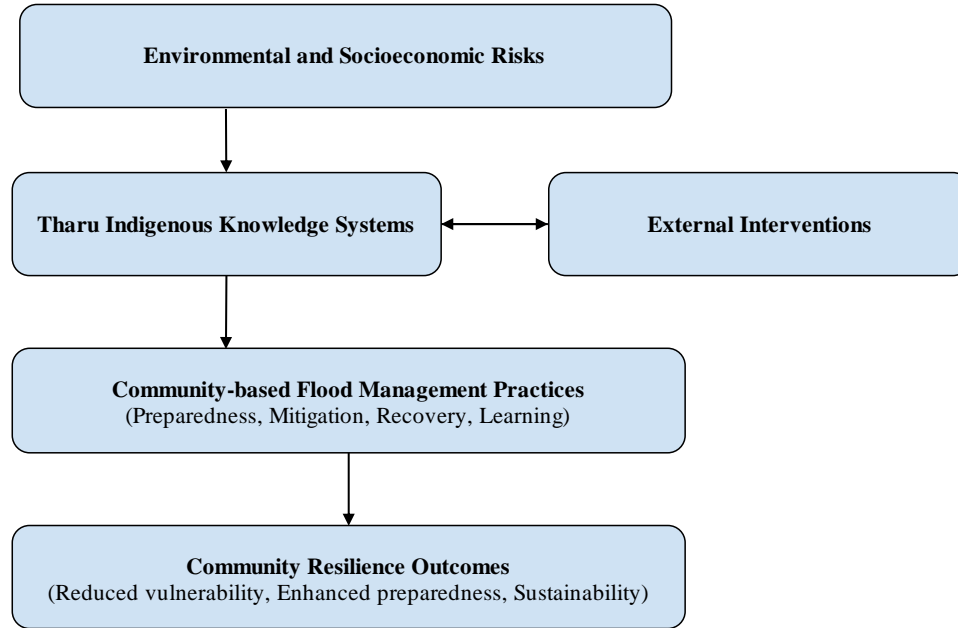 Environmental and Socioeconomic Risks
Tharu Indigenous Knowledge Systems
External Interventions
Community-based Flood Management Practices
(Preparedness, Mitigation, Recovery, Learning)
Community Resilience Outcomes
(Reduced vulnerability, Enhanced preparedness, Sustainability)